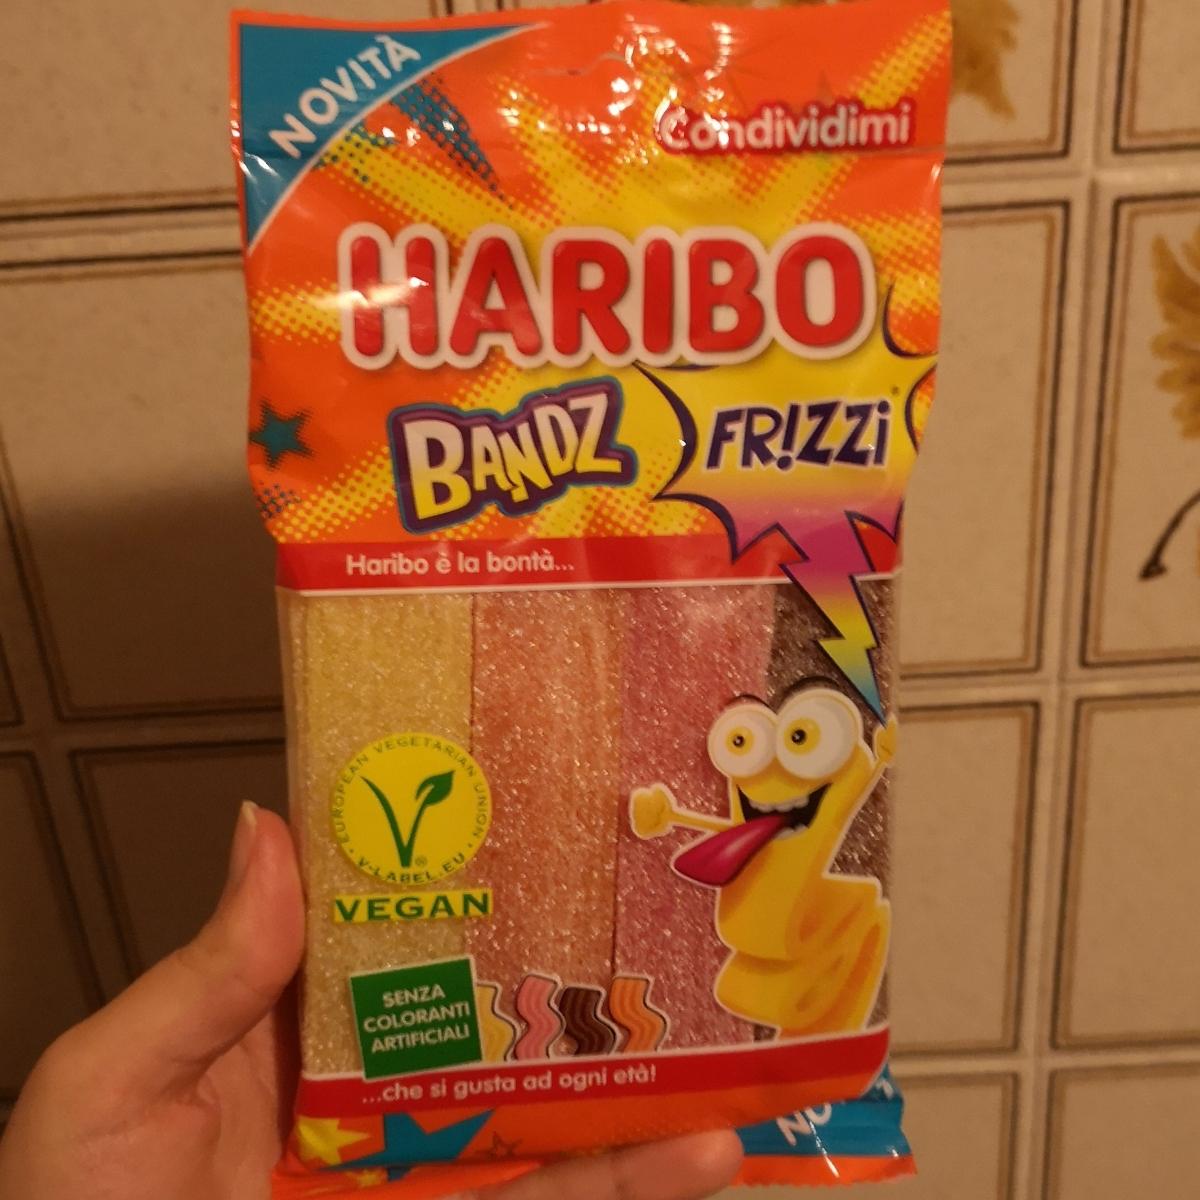 NOVITÀ
Condividimi
HARIBO
BANDZ
FR!ZZi
Haribo è la bontà...
EUROPEAN VEGETARIAN UNION
V-LABEL.EU
VEGAN
SENZA
COLORANTI
ARTIFICIALI
...che si gusta ad ogni età!